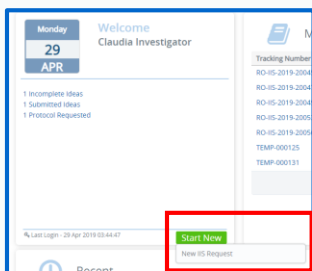 Monday
29
APR
Welcome
Claudia Investigator
1 Incomplete Ideas
1 Submitted Ideas
1 Protocol Requested
Last Login - 29 Apr 2019 03:44:47
Start New
New IIS Request
Recent
M
Tracking Number
RO-IIS-2019-2004
RO-IIS-2019-2004
RO-IIS-2019-2004
RO-IIS-2019-2005
RO-IIS-2019-2005
TEMP-000125
TEMP-000131